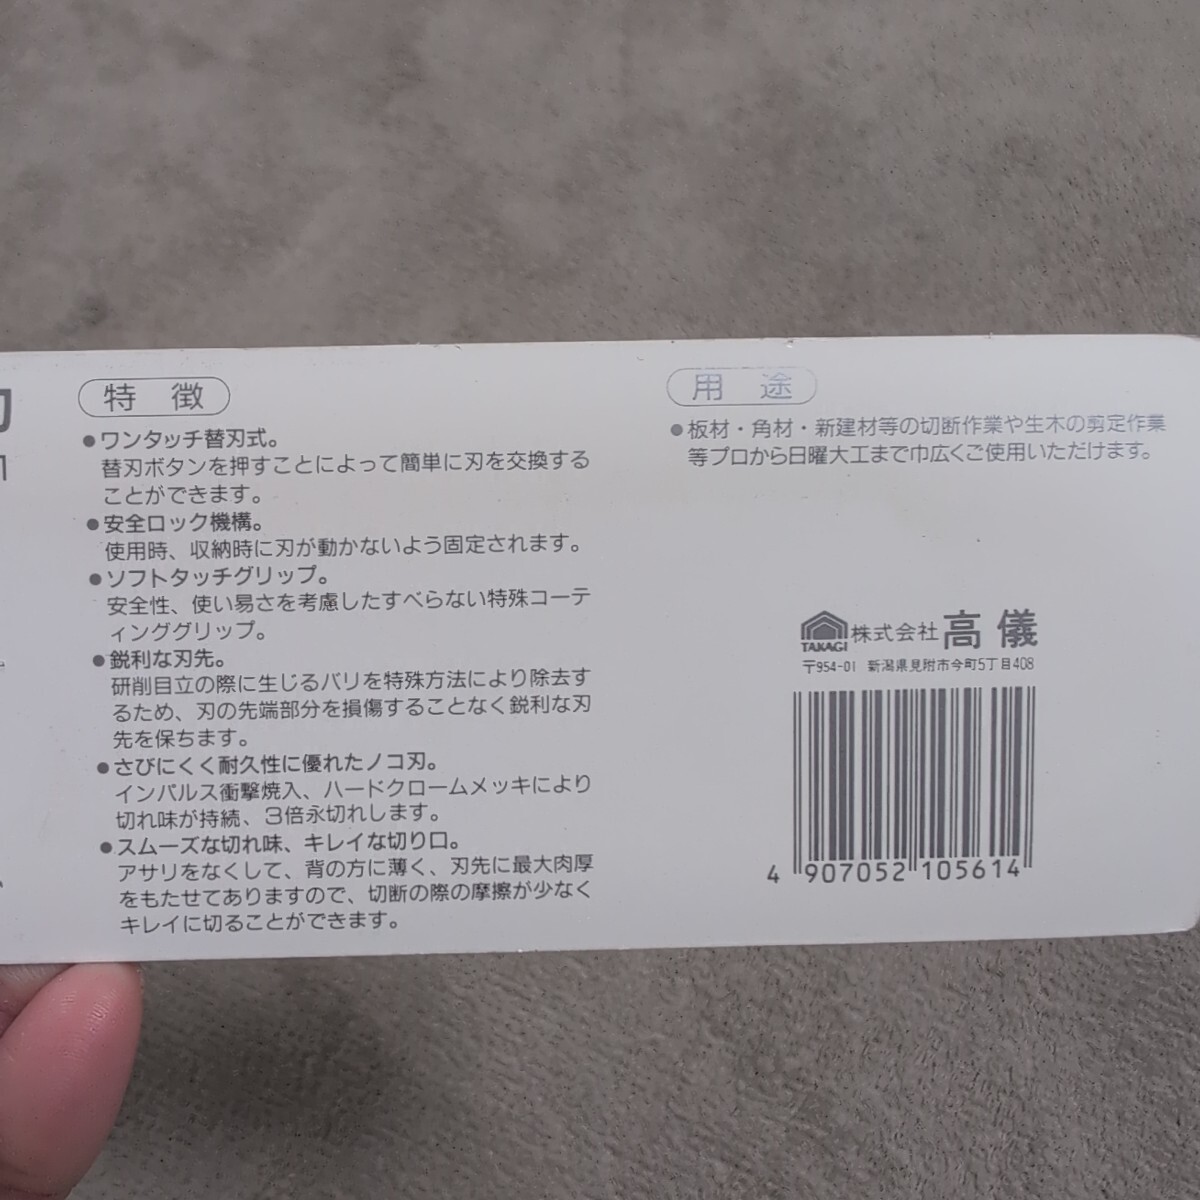 特徴
●ワンタッチ替刃式。
替刃ボタンを押すことによって簡単に刃を交換する
ことができます。
●安全ロック機構。
使用時、収納時に刃が動かないよう固定されます。
●ソフトタッチグリップ。
安全性、使い易さを考慮したすべらない特殊コーテ
ィンググリップ。
●鋭利な刃先。
研削目立の際に生じるバリを特殊方法により除去す
るため、刃の先端部分を損傷することなく鋭利な刃
先を保ちます。
●さびにくく耐久性に優れたノコ刃。
インパルス衝撃焼入、ハードクロームメッキにより
切れ味が持続、3倍永切れします。
●スムーズな切れ味、キレイな切り口。
アサリをなくして、背の方に薄く、刃先に最大肉厚
をもたせてありますので、切断の際の摩擦が少なく
キレイに切ることができます。
用途
●板材・角材・新建材等の切断作業や生木の剪定作業
等プロから日曜大工まで巾広くご使用いただけます。
TAKAGI 株式会社 高儀
〒954-01 新潟県見附市今町5丁目408
4 907052 105614